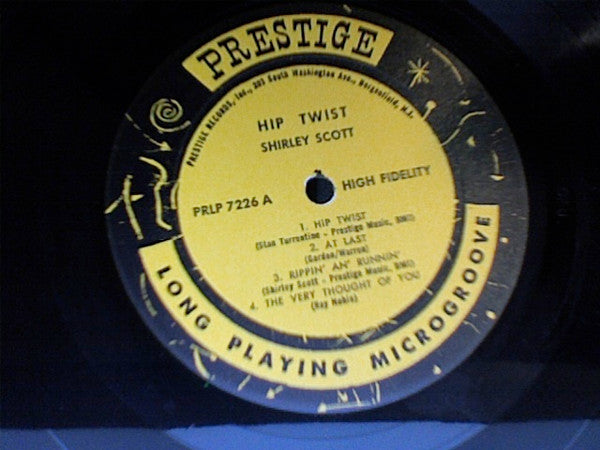 PRESTIGE
PRESTIGE RECORDS, Inc., 203 South Washington Ave., Bergenfield, N.J.
HIP TWIST
SHIRLEY SCOTT
PRLP 7226 A
HIGH FIDELITY
1. HIP TWIST
(Stan Turrentine - Prestige Music, BMI)
2. AT LAST
(Gordon/Warren)
3. RIPPIN' AN' RUNNIN'
(Shirley Scott - Prestige Music, BMI)
4. THE VERY THOUGHT OF YOU
(Ray Noble)
LONG PLAYING MICROGROOVE